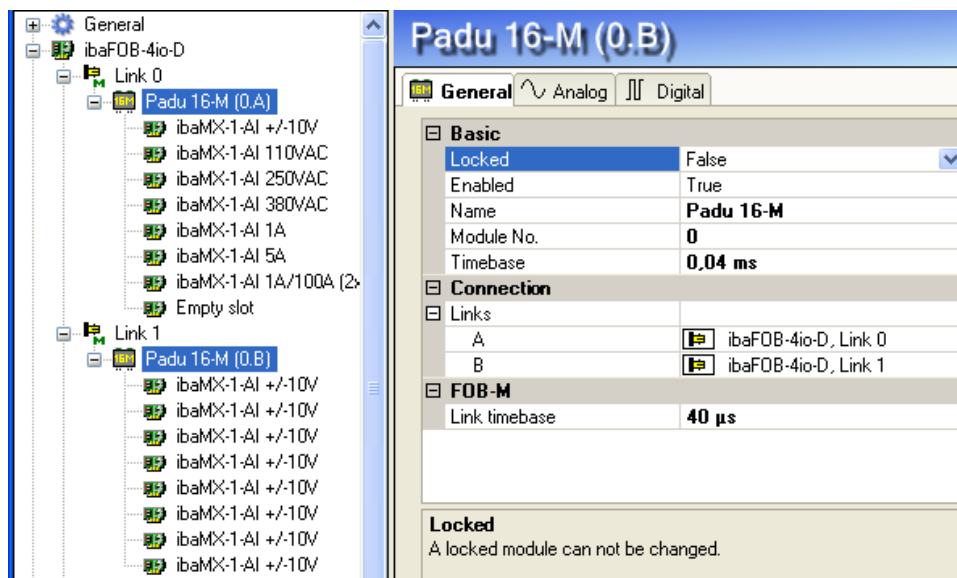 General
ibaFOB-4io-D
Link 0
Padu 16-M (0.A)
ibaMX-1-AI +/-10V
ibaMX-1-AI 110VAC
ibaMX-1-AI 250VAC
ibaMX-1-AI 380VAC
ibaMX-1-AI 1A
ibaMX-1-AI 5A
ibaMX-1-AI 1A/100A (2x
Empty slot
Link 1
Padu 16-M (0.B)
ibaMX-1-AI +/-10V
ibaMX-1-AI +/-10V
ibaMX-1-AI +/-10V
ibaMX-1-AI +/-10V
ibaMX-1-AI +/-10V
ibaMX-1-AI +/-10V
ibaMX-1-AI +/-10V
ibaMX-1-AI +/-10V
Padu 16-M (0.B)
General Analog Digital
Basic
Locked False
Enabled True
Name Padu 16-M
Module No. 0
Timebase 0,04 ms
Connection
Links
A ibaFOB-4io-D, Link 0
B ibaFOB-4io-D, Link 1
FOB-M
Link timebase 40 µs
Locked
A locked module can not be changed.